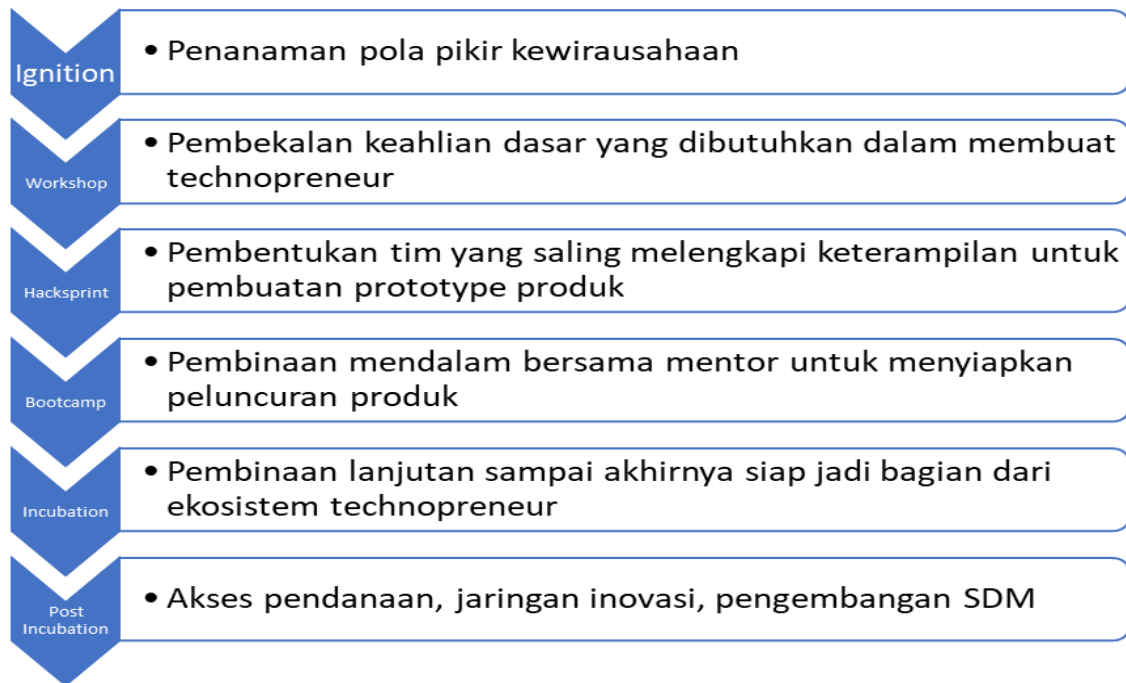 Ignition
• Penanaman pola pikir kewirausahaan
Workshop
• Pembekalan keahlian dasar yang dibutuhkan dalam membuat
technopreneur
Hacksprint
• Pembentukan tim yang saling melengkapi keterampilan untuk
pembuatan prototype produk
Bootcamp
• Pembinaan mendalam bersama mentor untuk menyiapkan
peluncuran produk
Incubation
• Pembinaan lanjutan sampai akhirnya siap jadi bagian dari
ekosistem technopreneur
Post
Incubation
• Akses pendanaan, jaringan inovasi, pengembangan SDM